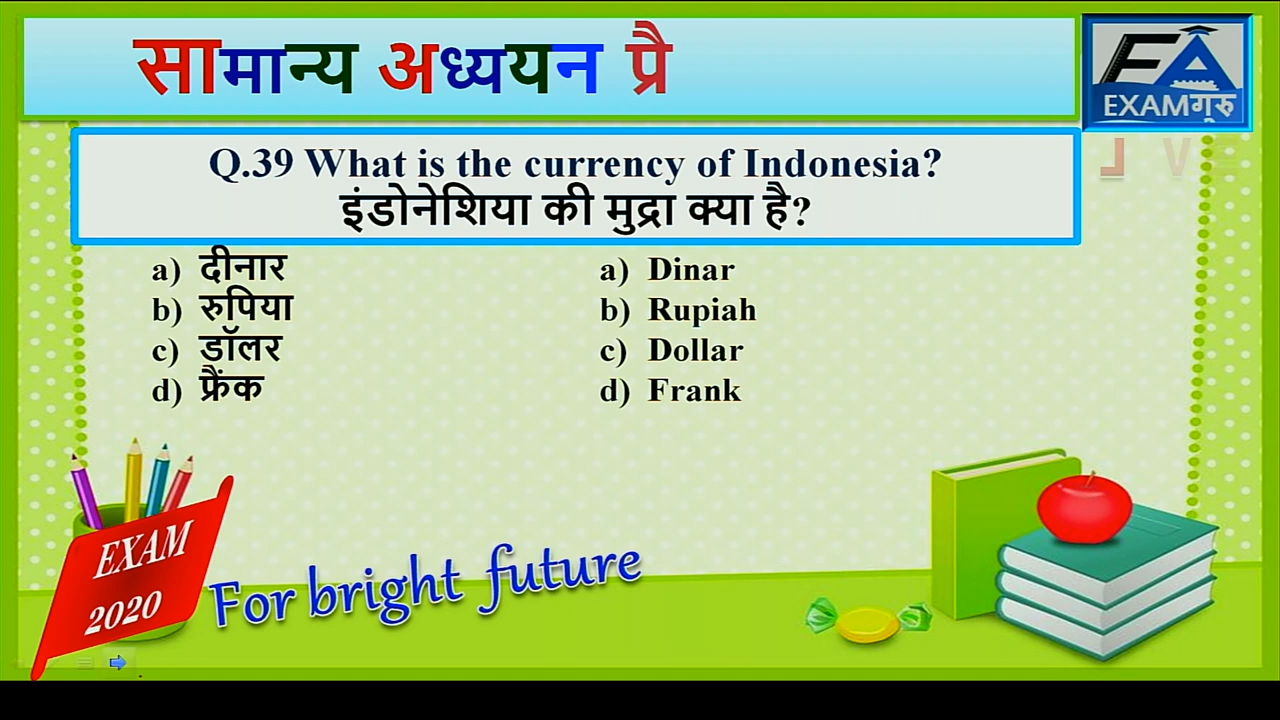 सामान्य अध्ययन प्रै
FA
EXAMगुरु
Q.39 What is the currency of Indonesia?
इंडोनेशिया की मुद्रा क्या है?
a) दीनार
b) रुपिया
c) डॉलर
d) फ्रैंक
a) Dinar
b) Rupiah
c) Dollar
d) Frank
EXAM
2020
For bright future